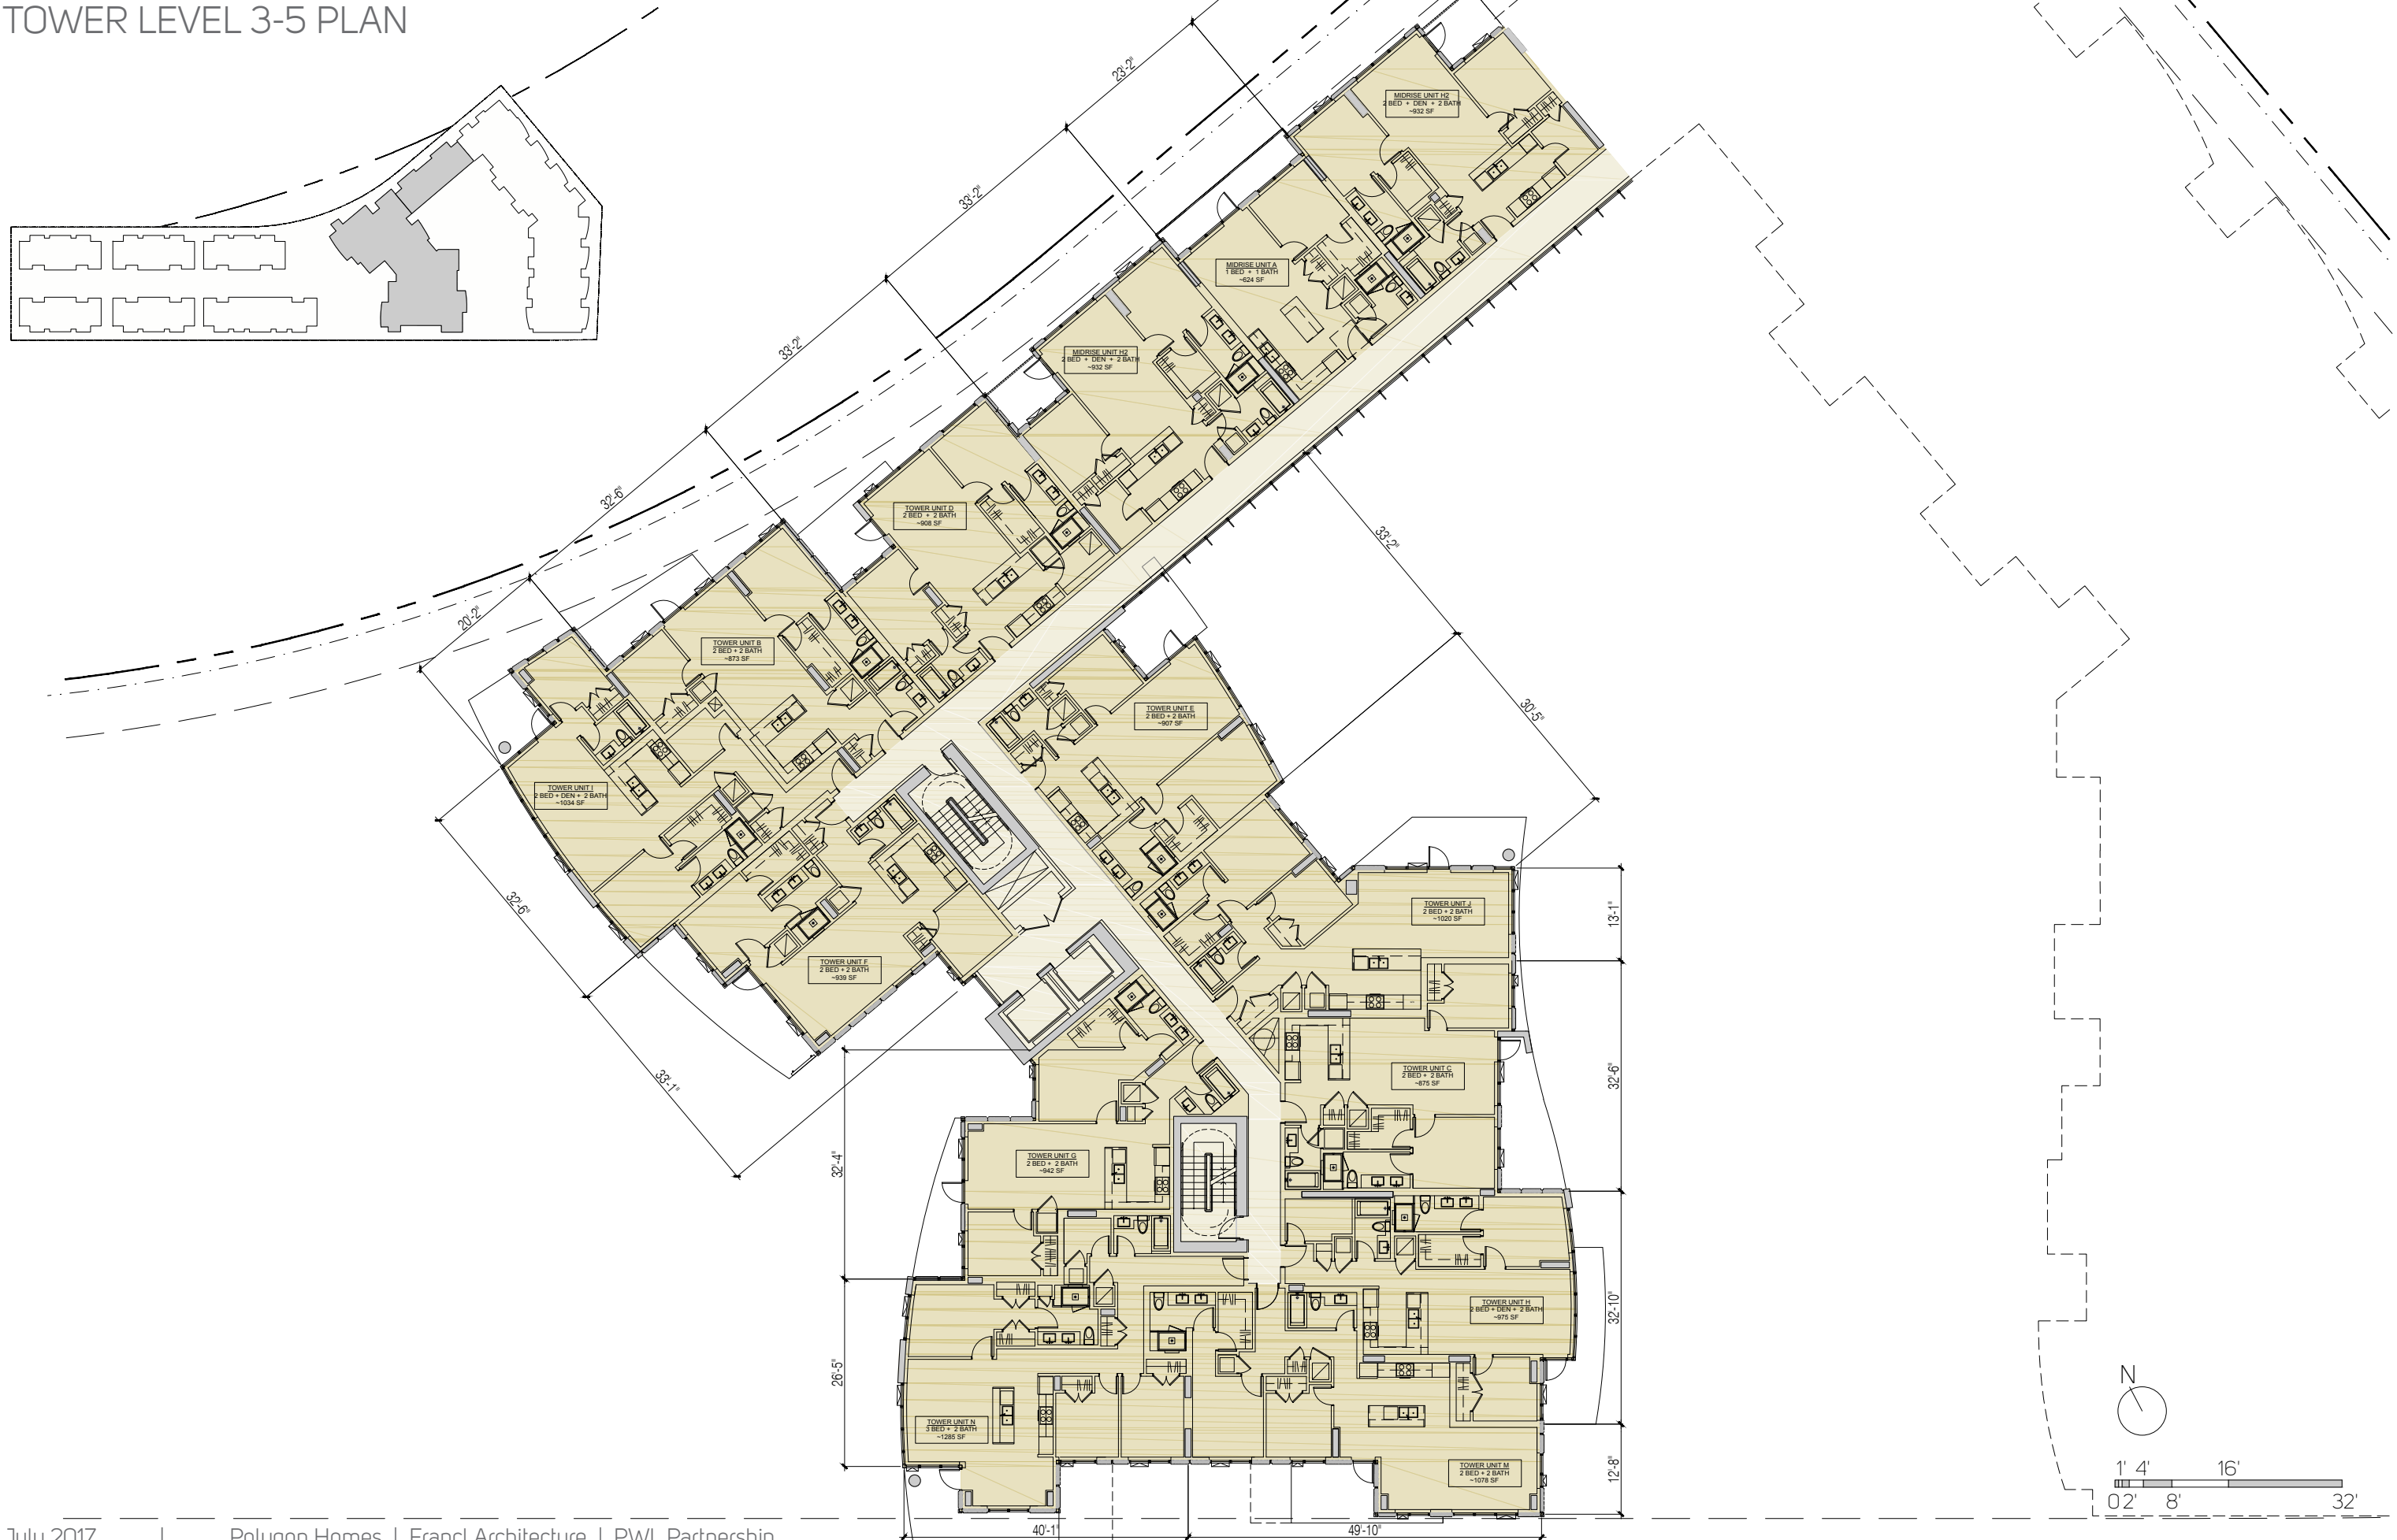 TOWER LEVEL 3-5 PLAN
23'-2"
33'-2"
33'-2"
32'-6"
20'-2"
MIDRISE UNIT H2
2 BED + DEN + 2 BATH
~932 SF
MIDRISE UNIT A
1 BED + 1 BATH
~624 SF
MIDRISE UNIT H2
2 BED + DEN + 2 BATH
~932 SF
TOWER UNIT D
2 BED + 2 BATH
~908 SF
33'-2"
TOWER UNIT B
2 BED + 2 BATH
~873 SF
TOWER UNIT E
2 BED + 2 BATH
~907 SF
30'-5"
TOWER UNIT I
2 BED + DEN + 2 BATH
~1034 SF
32'-6"
TOWER UNIT J
2 BED + 2 BATH
~1020 SF
13'-1"
TOWER UNIT F
2 BED + 2 BATH
~939 SF
33'-1"
TOWER UNIT C
2 BED + 2 BATH
~875 SF
32'-6"
32'-4"
TOWER UNIT G
2 BED + 2 BATH
~942 SF
TOWER UNIT H
2 BED + DEN + 2 BATH
~975 SF
32'-10"
26'-5"
TOWER UNIT N
3 BED + 2 BATH
~1285 SF
TOWER UNIT M
2 BED + 2 BATH
~1078 SF
12'-8"
N
1' 4' 16'
0 2' 8' 32'
40'-1" 49'-10"
July 2017 | Polygon Homes | Francl Architecture | PWL Partnership